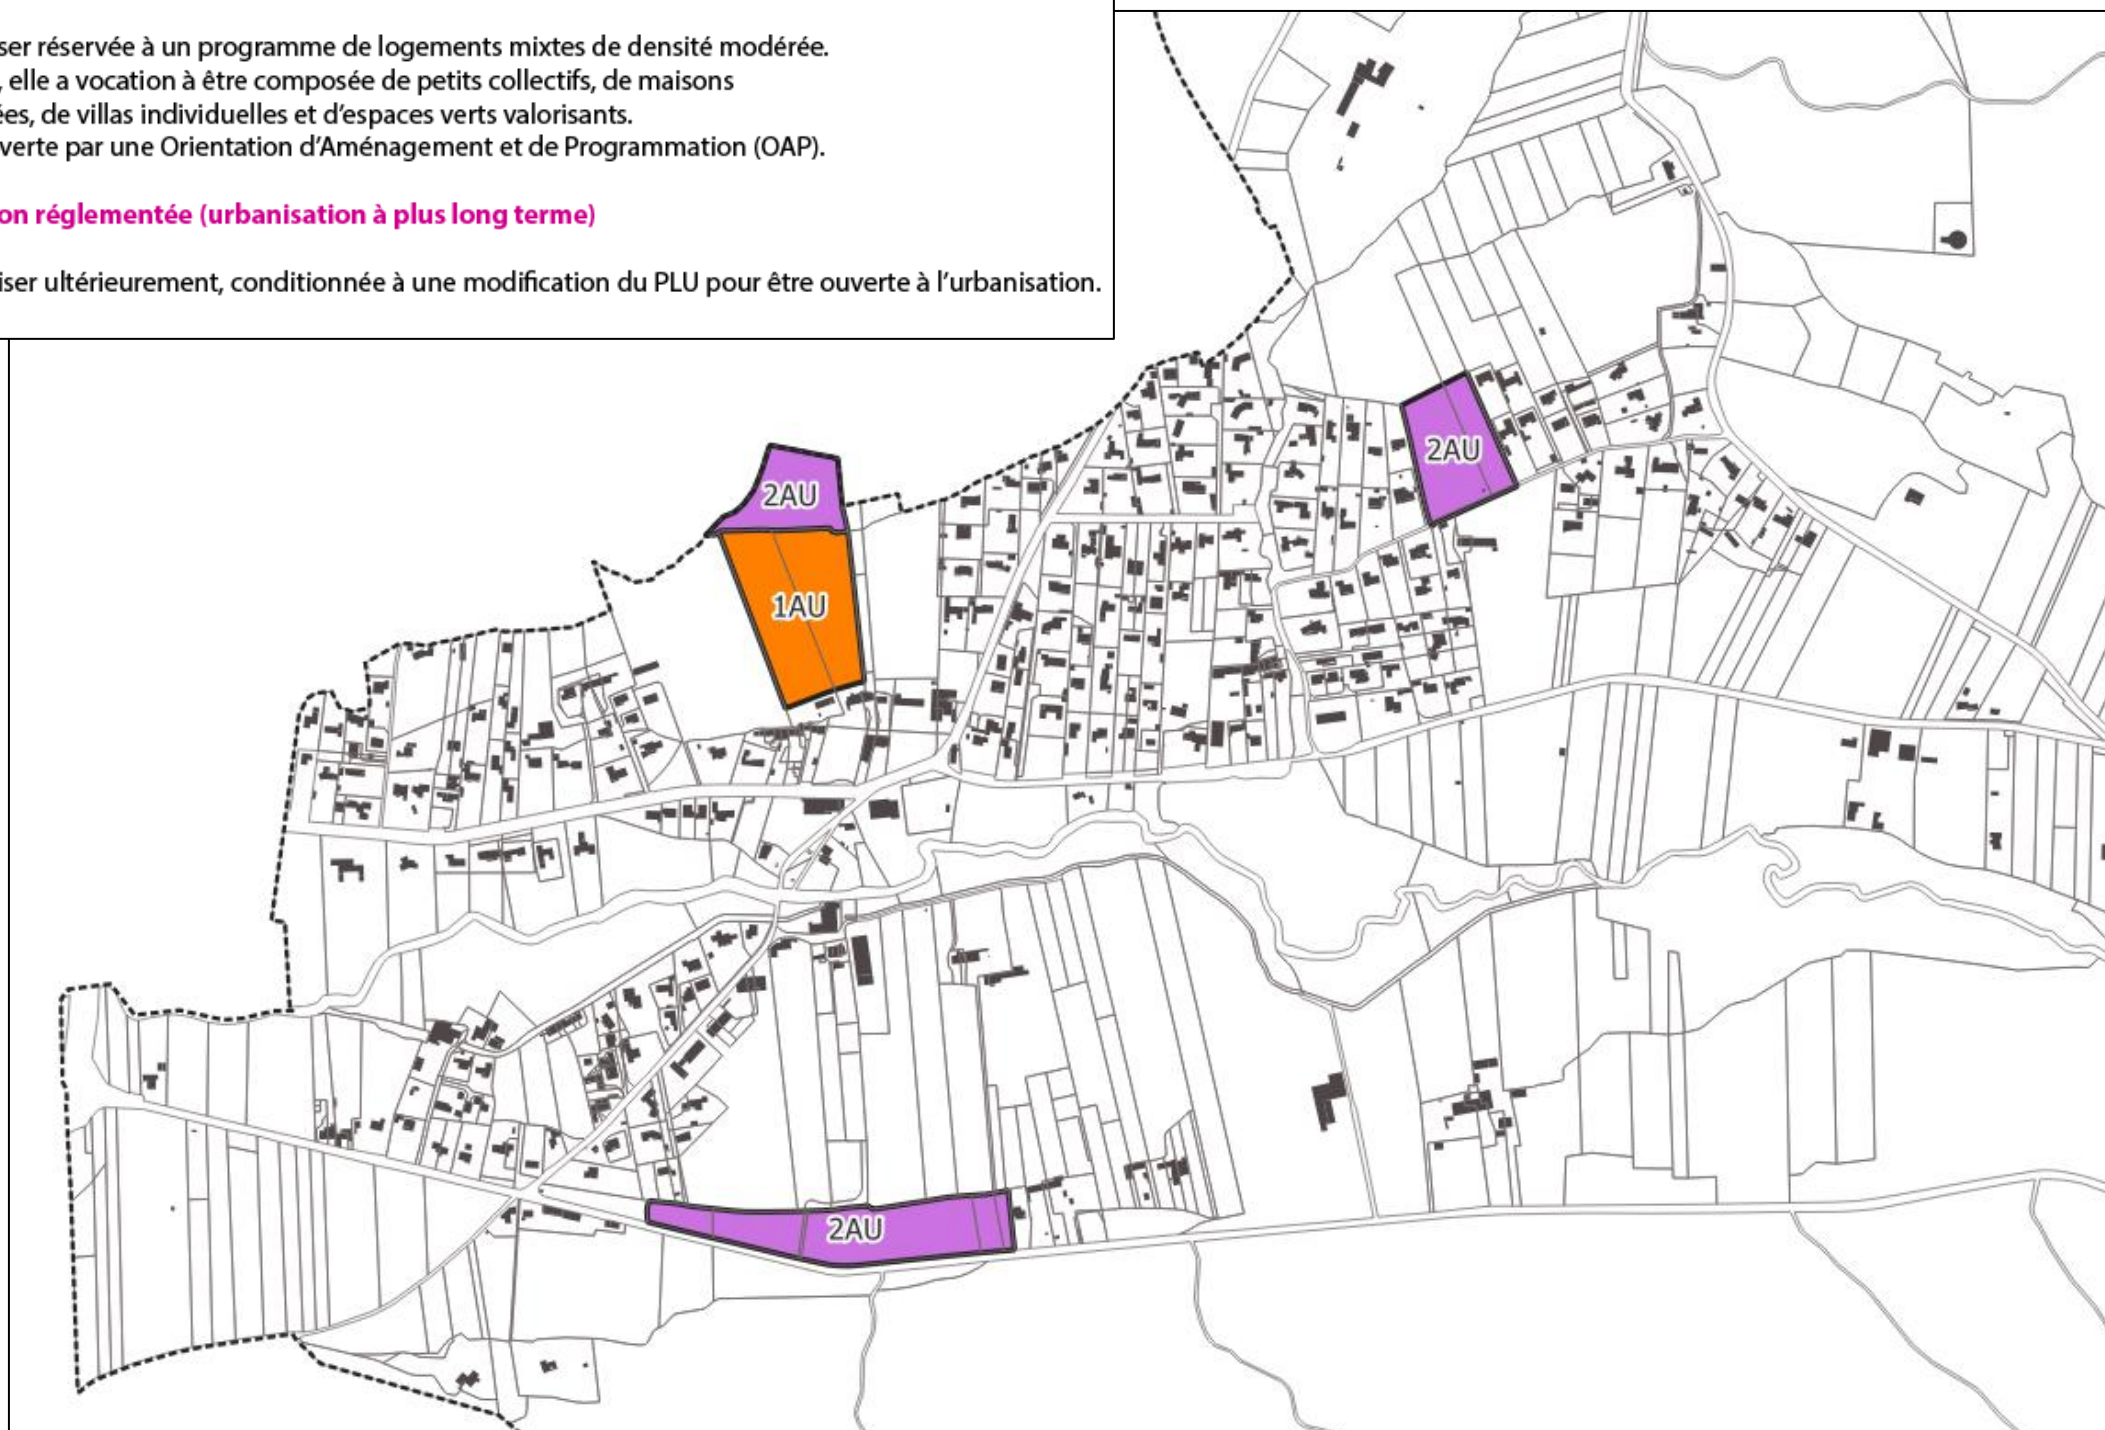 ser réservée à un programme de logements mixtes de densité modérée.
, elle a vocation à être composée de petits collectifs, de maisons
ées, de villas individuelles et d'espaces verts valorisants.
verte par une Orientation d'Aménagement et de Programmation (OAP).
on réglementée (urbanisation à plus long terme)
iser ultérieurement, conditionnée à une modification du PLU pour être ouverte à l'urbanisation.
2AU
2AU
1AU
2AU